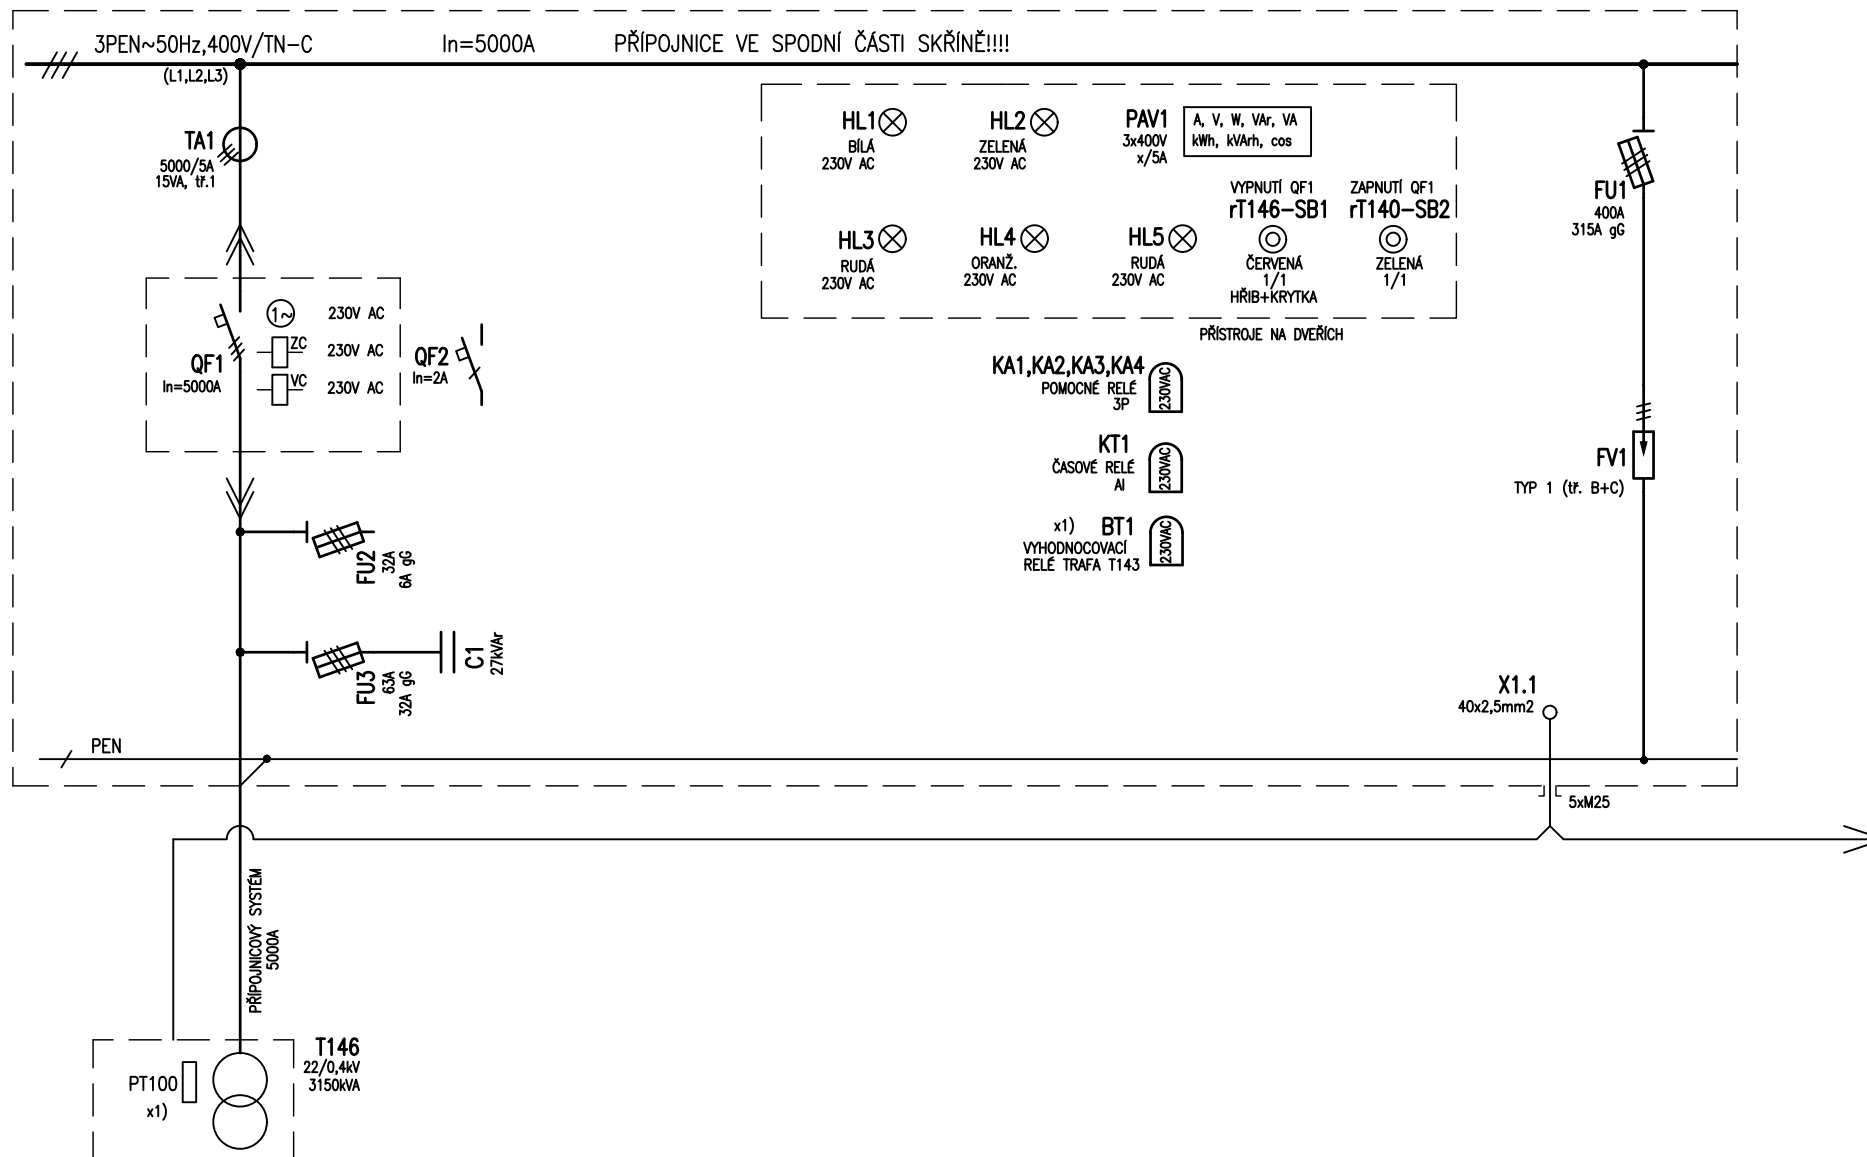 3PEN~50Hz,400V/TN-C In=5000A PŘÍPOJNICE VE SPODNÍ ČÁSTI SKŘÍNĚ!!!!
(L1,L2,L3)
TA1
5000/5A
15VA, tř.1
HL1
BÍLÁ
230V AC
HL2
ZELENÁ
230V AC
PAV1
3x400V
x/5A
A, V, W, VAr, VA
kWh, kVArh, cos
HL3
RUDÁ
230V AC
HL4
ORANŽ.
230V AC
HL5
RUDÁ
230V AC
VYPNUTÍ QF1
rT146-SB1
ČERVENÁ
1/1
HŘIB+KRYTKA
ZAPNUTÍ QF1
rT140-SB2
ZELENÁ
1/1
PŘÍSTROJE NA DVEŘÍCH
FU1
400A
315A gG
QF1
In=5000A
1~ 230V AC
ZC 230V AC
VC 230V AC
QF2
In=2A
KA1,KA2,KA3,KA4
POMOCNÉ RELÉ
3P
230VAC
KT1
ČASOVÉ RELÉ
AI
230VAC
x1) BT1
VYHODNOCOVACÍ
RELÉ TRAFA T143
230VAC
FV1
TYP 1 (tř. B+C)
FU2
32A
6A gG
FU3
63A
32A gG
C1
27kVAr
X1.1
40x2,5mm2
PEN
5xM25
PŘÍPOJNICOVÝ SYSTÉM
5000A
T146
22/0,4kV
3150kVA
PT100
x1)